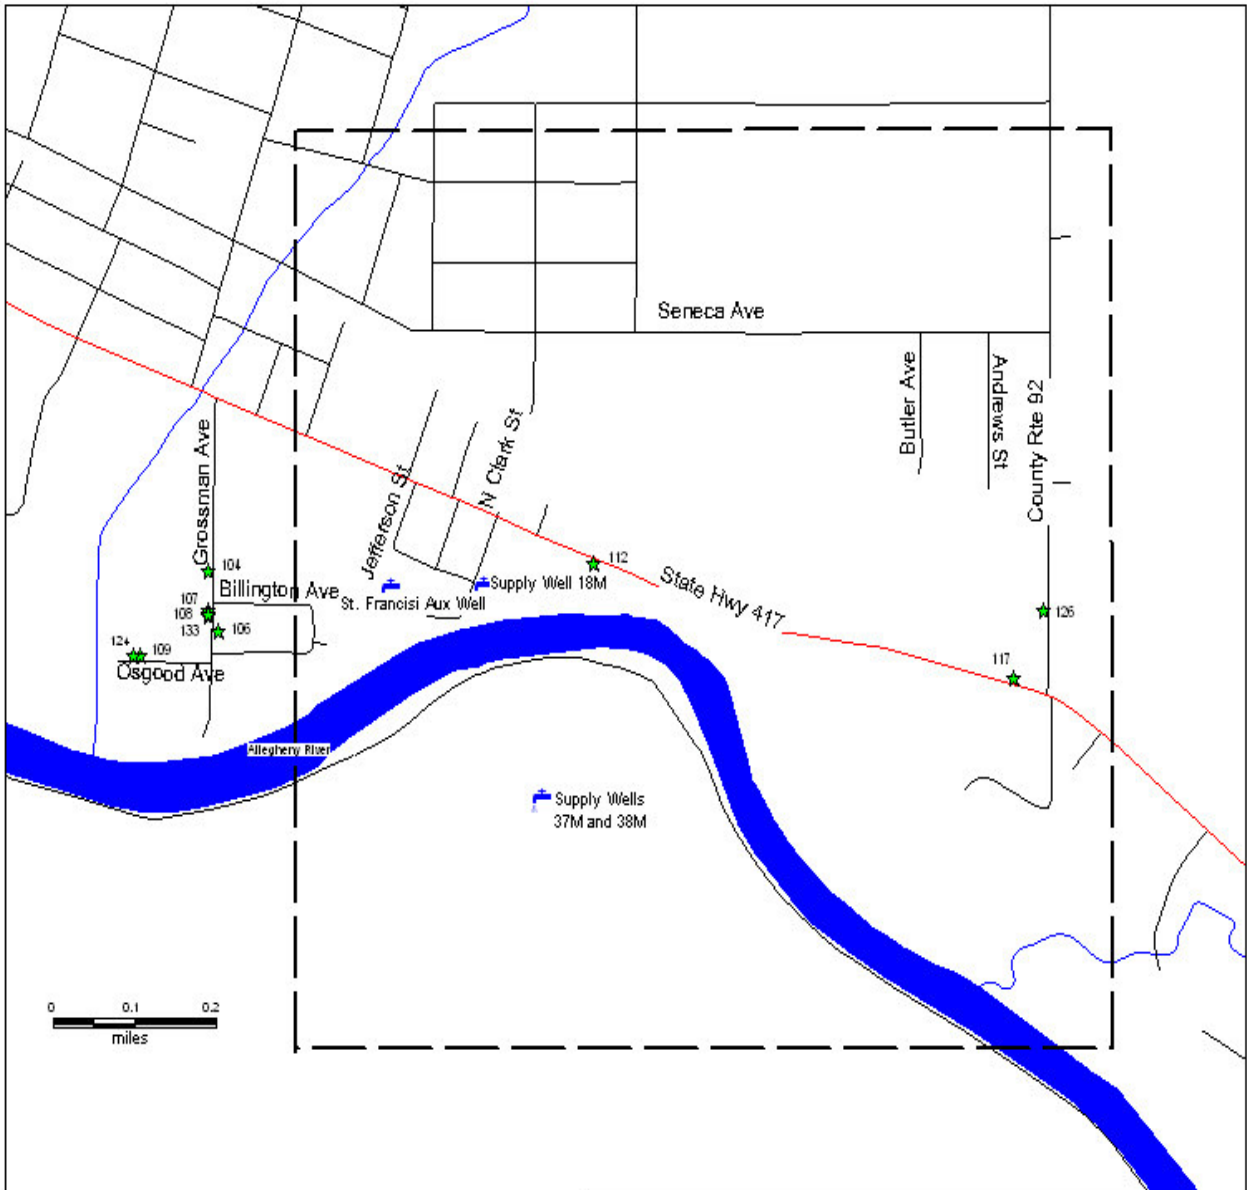 Seneca Ave
Butler Ave
Andrews St
County Rte 92
Grossman Ave
Jefferson St
N Clark St
State Hwy 417
104
Billington Ave
107
108
133
106
124
109
Osgood Ave
St. Francisi Aux Well
Supply Well 18M
112
126
117
Allegheny River
Supply Wells
37M and 38M
0 0.1 0.2
miles